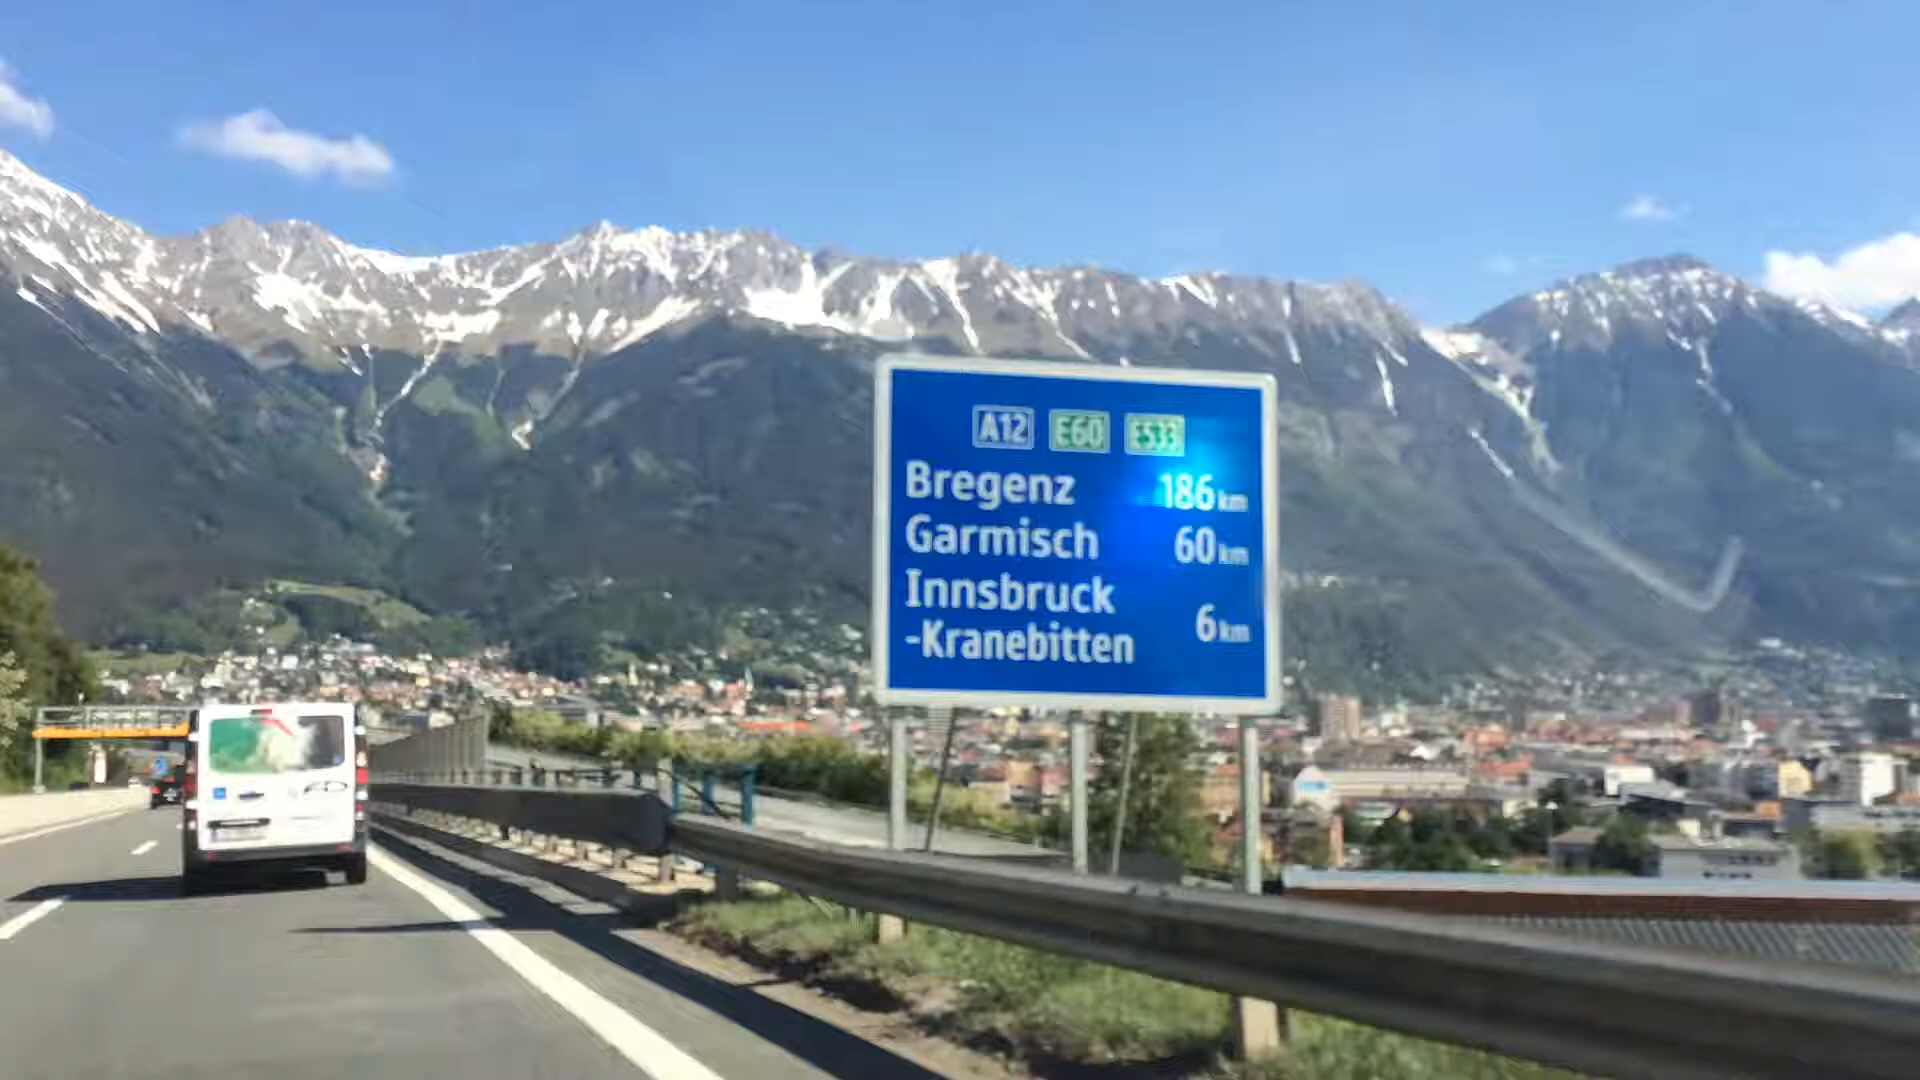 A12 E60 E533
Bregenz 186 km
Garmisch 60 km
Innsbruck
-Kranebitten 6 km